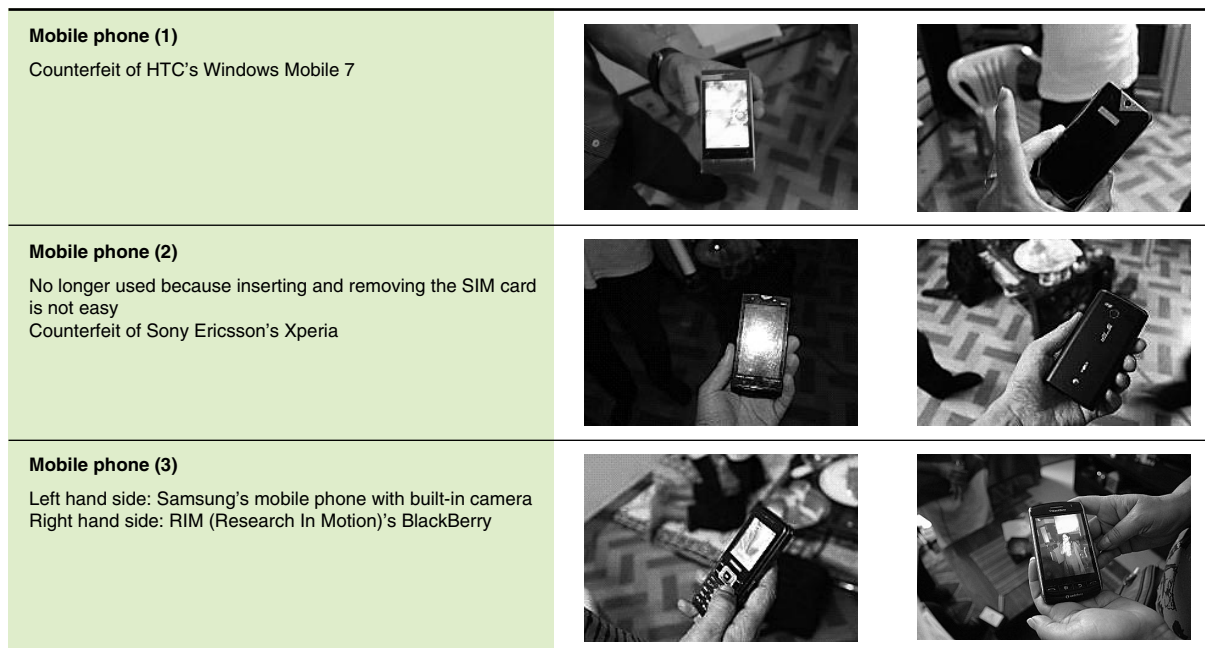 Mobile phone (1)
Counterfeit of HTC's Windows Mobile 7
Mobile phone (2)
No longer used because inserting and removing the SIM card
is not easy
Counterfeit of Sony Ericsson's Xperia
Mobile phone (3)
Left hand side: Samsung's mobile phone with built-in camera
Right hand side: RIM (Research In Motion)'s BlackBerry